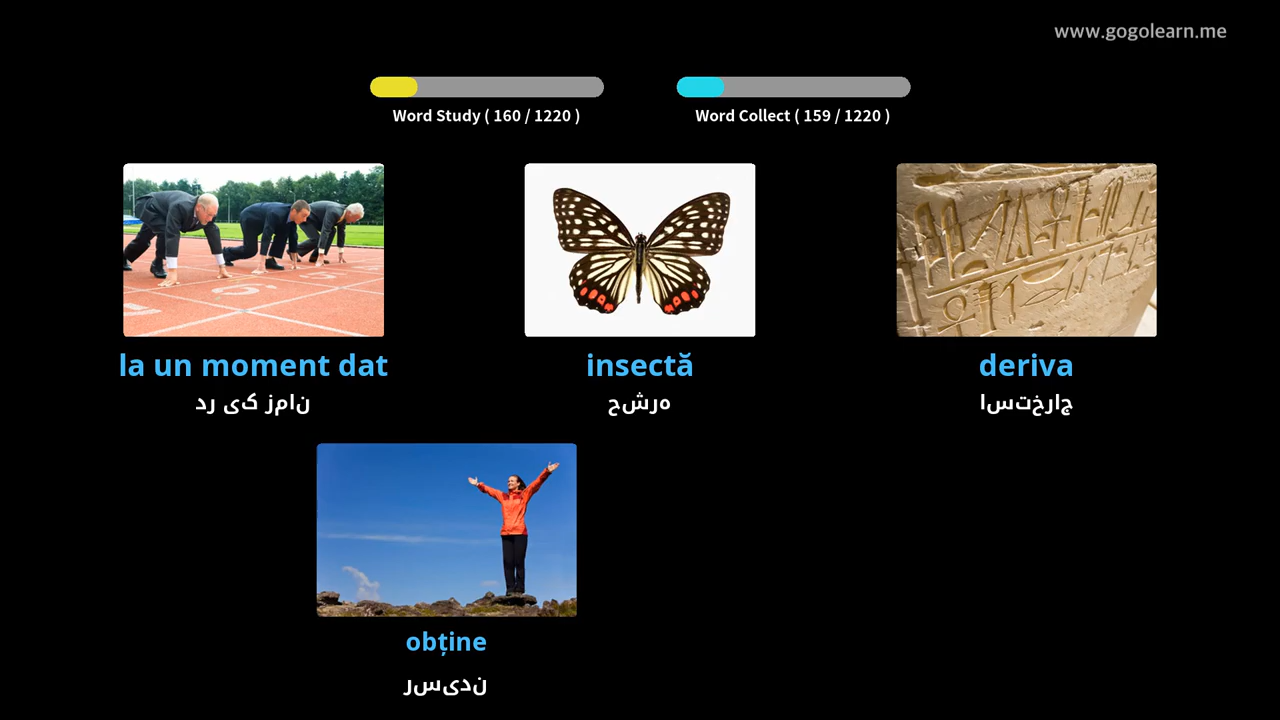 www.gogolearn.me
Word Study ( 160 / 1220 )
Word Collect ( 159 / 1220 )
la un moment dat
در یک زمان
insectă
حشره
deriva
استخراج
obține
رسیدن